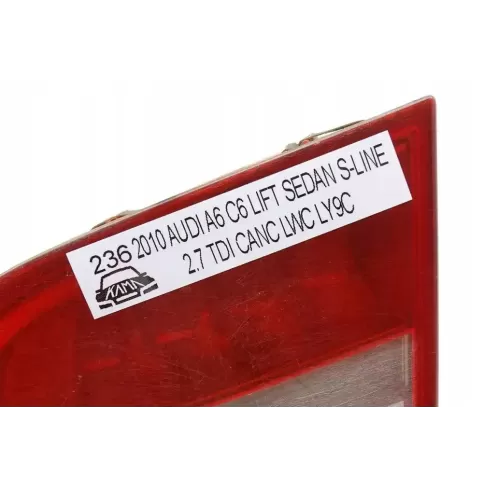 236 2010 AUDI A6 C6 LIFT SEDAN S-LINE
2.7 TDI CANC LWC LY9C
KAMA